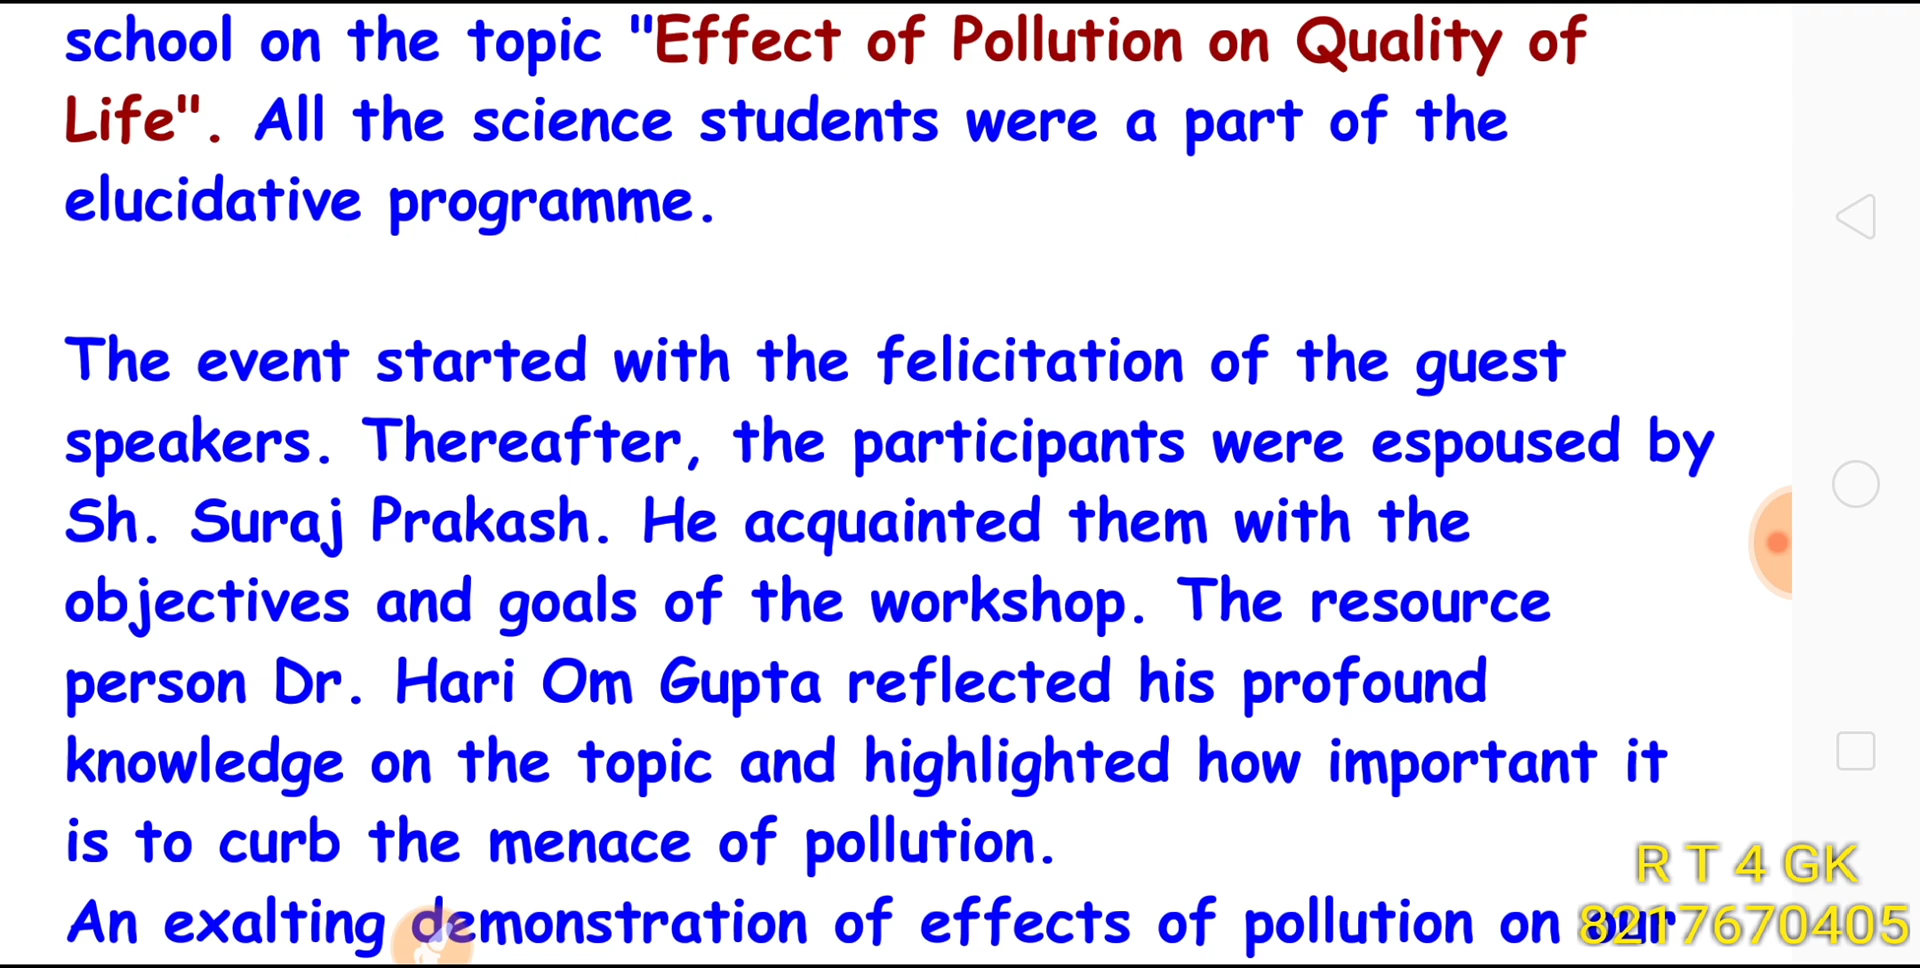 school on the topic "Effect of Pollution on Quality of
Life". All the science students were a part of the
elucidative programme.
The event started with the felicitation of the guest
speakers. Thereafter, the participants were espoused by
Sh. Suraj Prakash. He acquainted them with the
objectives and goals of the workshop. The resource
person Dr. Hari Om Gupta reflected his profound
knowledge on the topic and highlighted how important it
is to curb the menace of pollution.
An exalting demonstration of effects of pollution on our
R T 4 GK
8217670405